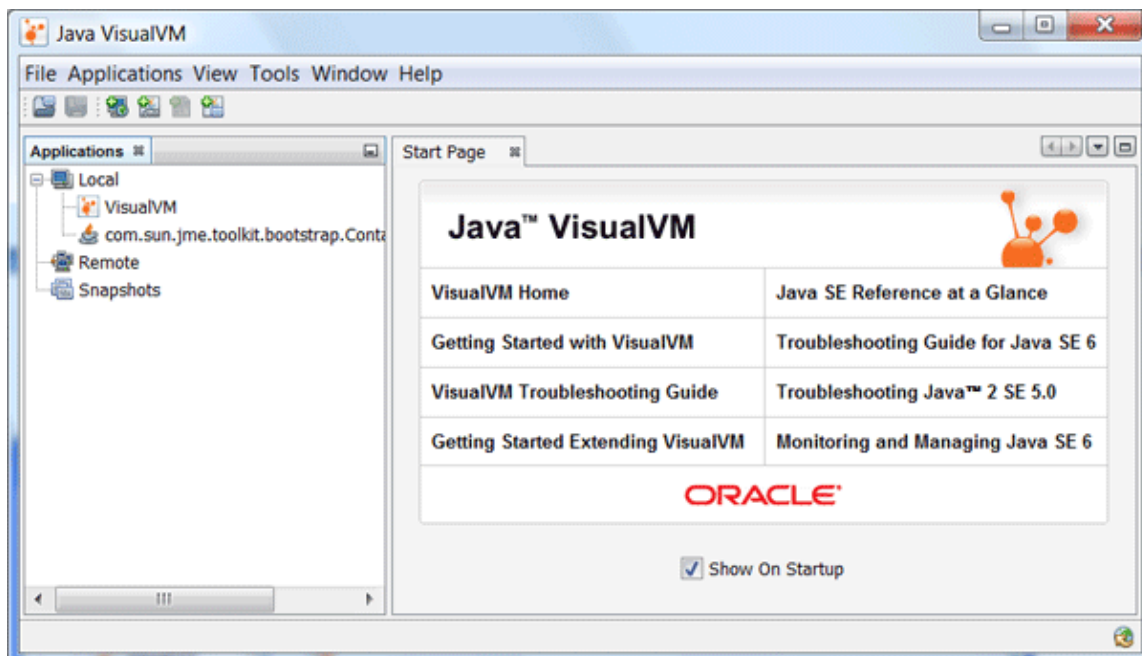 Java VisualVM
File Applications View Tools Window Help
Applications
Local
VisualVM
com.sun.jme.toolkit.bootstrap.Conta
Remote
Snapshots
Start Page
Java™ VisualVM
VisualVM Home
Java SE Reference at a Glance
Getting Started with VisualVM
Troubleshooting Guide for Java SE 6
VisualVM Troubleshooting Guide
Troubleshooting Java™ 2 SE 5.0
Getting Started Extending VisualVM
Monitoring and Managing Java SE 6
ORACLE®
Show On Startup